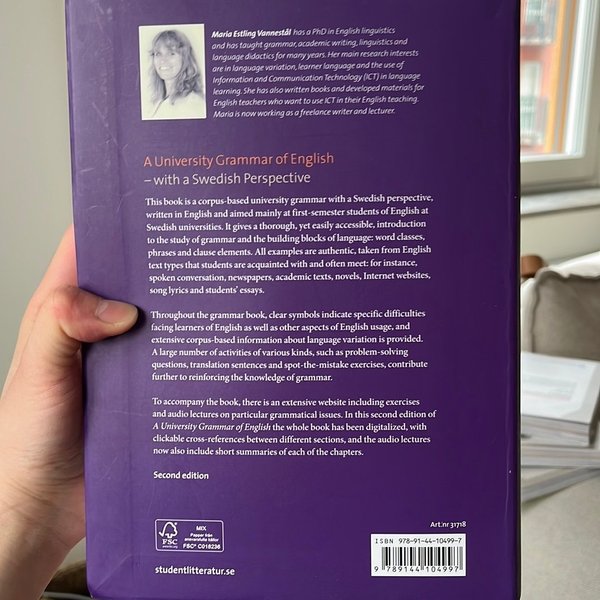 Maria Estling Vannestål has a PhD in English linguistics
and has taught grammar, academic writing, linguistics and
language didactics for many years. Her main research interests
are in language variation, learner language and the use of
Information and Communication Technology (ICT) in language
learning. She has also written books and developed materials for
English teachers who want to use ICT in their English teaching.
Maria is now working as a freelance writer and lecturer.
A University Grammar of English
– with a Swedish Perspective
This book is a corpus-based university grammar with a Swedish perspective,
written in English and aimed mainly at first-semester students of English at
Swedish universities. It gives a thorough, yet easily accessible, introduction
to the study of grammar and the building blocks of language: word classes,
phrases and clause elements. All examples are authentic, taken from English
text types that students are acquainted with and often meet: for instance,
spoken conversation, newspapers, academic texts, novels, Internet websites,
song lyrics and students' essays.
Throughout the grammar book, clear symbols indicate specific difficulties
facing learners of English as well as other aspects of English usage, and
extensive corpus-based information about language variation is provided.
A large number of activities of various kinds, such as problem-solving
questions, translation sentences and spot-the-mistake exercises, contribute
further to reinforcing the knowledge of grammar.
To accompany the book, there is an extensive website including exercises
and audio lectures on particular grammatical issues. In this second edition of
A University Grammar of English the whole book has been digitalized, with
clickable cross-references between different sections, and the audio lectures
now also include short summaries of each of the chapters.
Second edition
Art.nr 31718
FSC
MIX
Papper från
ansvarsfulla källor
FSC® C018236
ISBN 978-91-44-10499-7
9 789144 104997
studentlitteratur.se